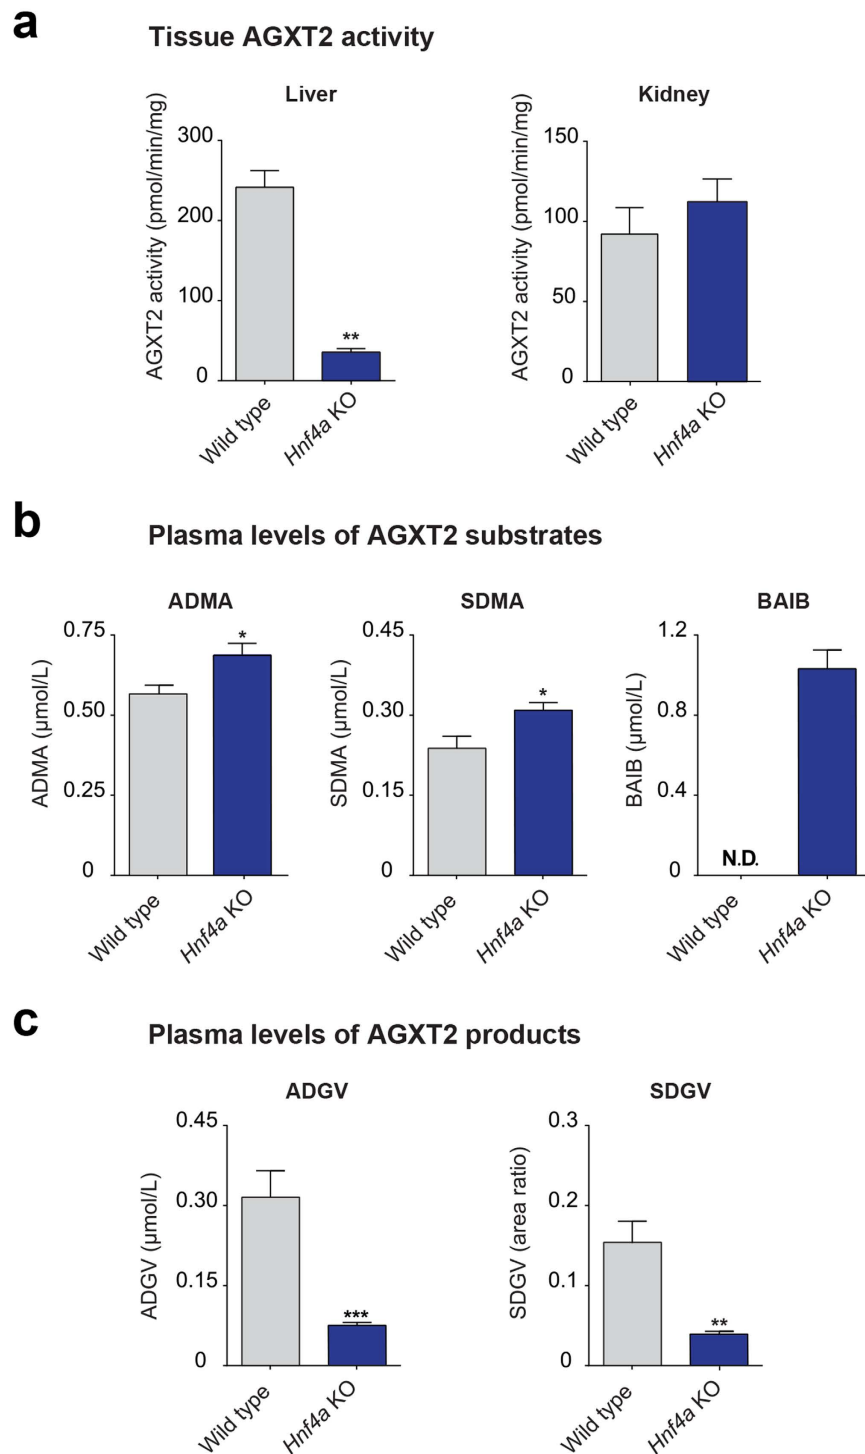 a
Tissue AGXT2 activity
Liver
AGXT2 activity (pmol/min/mg)
300
200
100
0
**
Wild type
Hnf4a KO
Kidney
AGXT2 activity (pmol/min/mg)
150
100
50
0
Wild type
Hnf4a KO
b
Plasma levels of AGXT2 substrates
ADMA
ADMA (μmol/L)
0.75
0.50
0.25
0
*
Wild type
Hnf4a KO
SDMA
SDMA (μmol/L)
0.45
0.30
0.15
0
*
Wild type
Hnf4a KO
BAIB
BAIB (μmol/L)
1.2
0.8
0.4
0
N.D.
Wild type
Hnf4a KO
c
Plasma levels of AGXT2 products
ADGV
ADGV (μmol/L)
0.45
0.30
0.15
0
***
Wild type
Hnf4a KO
SDGV
SDGV (area ratio)
0.3
0.2
0.1
0
**
Wild type
Hnf4a KO